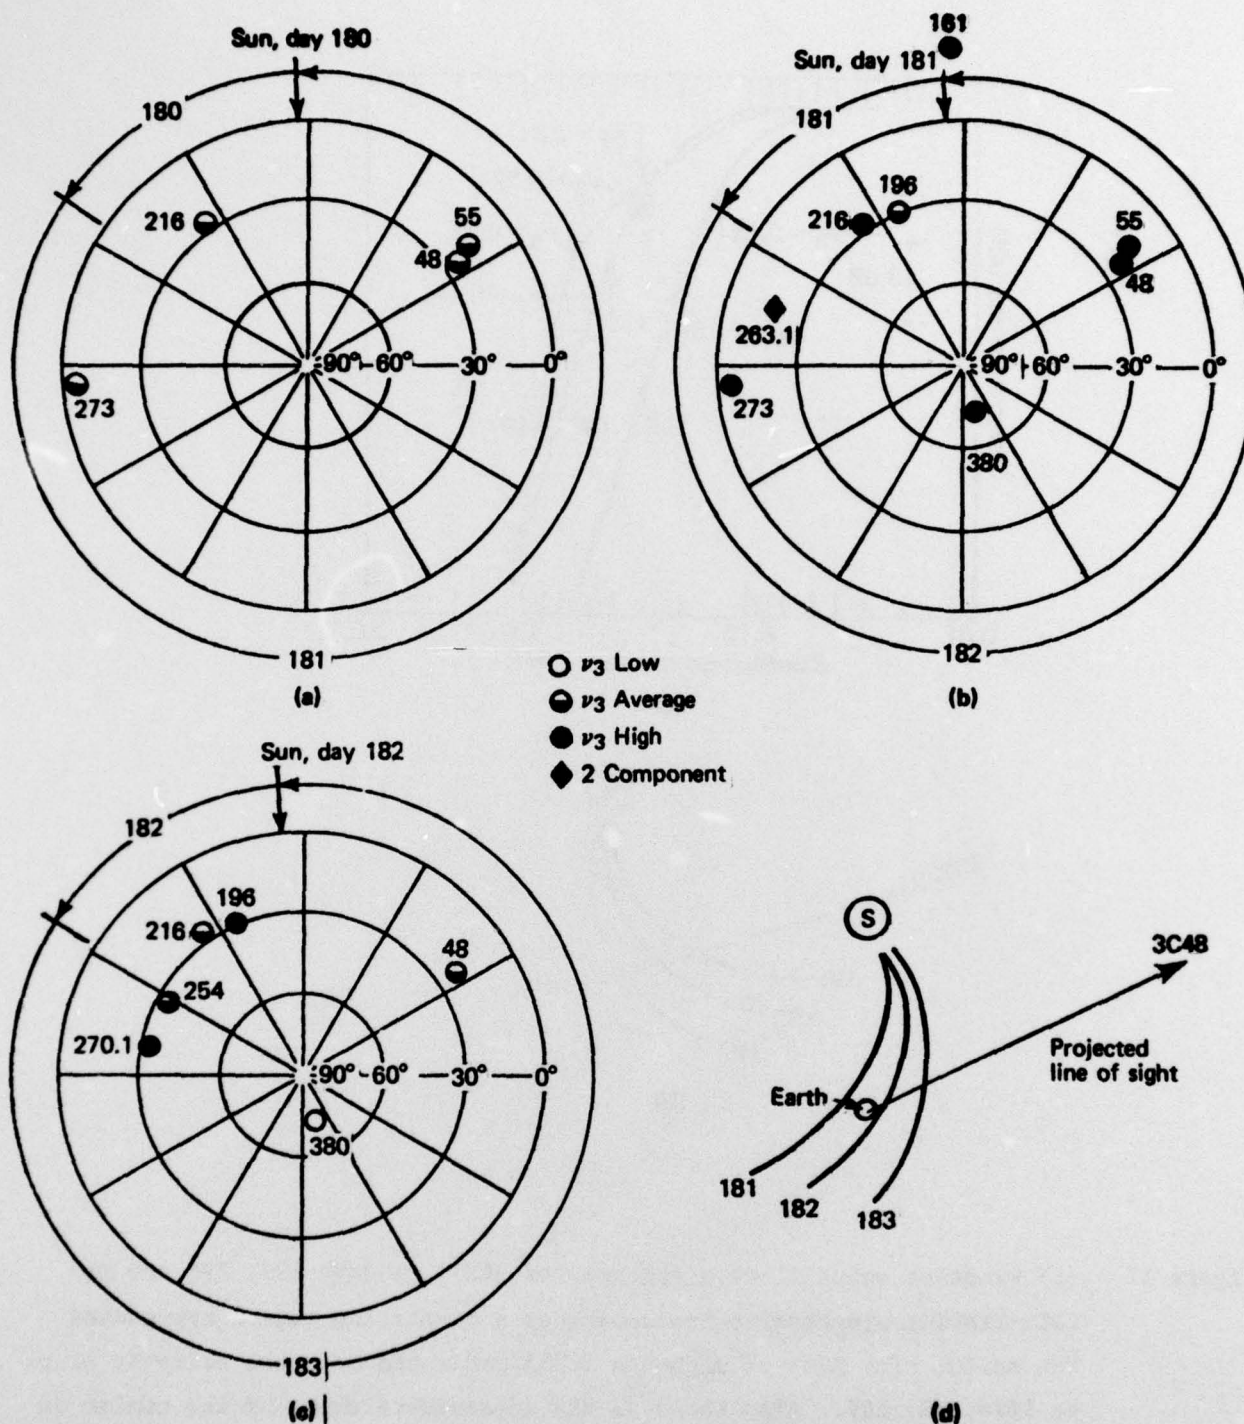 Sun, day 180
180
216
55
48
90° 60° 30° 0°
273
181
(a)
161
Sun, day 181
181
196
216
55
48
263.1
90° 60° 30° 0°
273
380
182
(b)
ν3 Low
ν3 Average
ν3 High
2 Component
Sun, day 182
182
196
216
48
254
270.1
90° 60° 30° 0°
380
183
(c)
S
3C48
Projected
line of sight
Earth
181
182
183
(d)